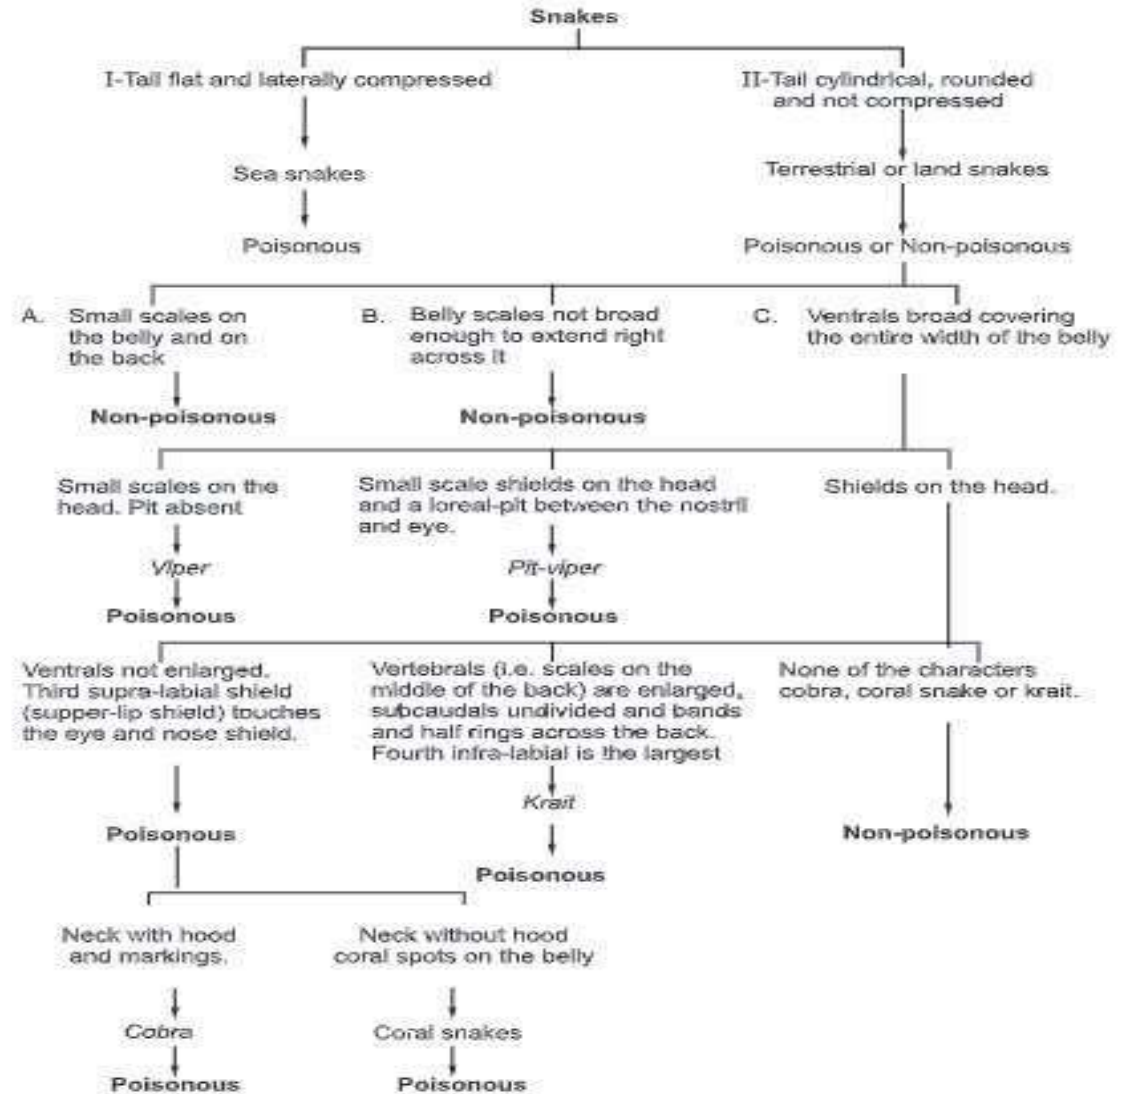 Snakes
I-Tail flat and laterally compressed
II-Tail cylindrical, rounded
and not compressed
Sea snakes
Terrestrial or land snakes
Poisonous
Poisonous or Non-poisonous
A. Small scales on
the belly and on
the back
B. Belly scales not broad
enough to extend right
across it
C. Ventrals broad covering
the entire width of the belly
Non-poisonous
Non-poisonous
Small scales on the
head. Pit absent
Small scale shields on the head
and a loreal-pit between the nostril
and eye.
Shields on the head.
Viper
Pit-viper
Poisonous
Poisonous
Ventrals not enlarged.
Third supra-labial shield
(supper-lip shield) touches
the eye and nose shield.
Vertebrals (i.e. scales on the
middle of the back) are enlarged,
subcaudals undivided and bands
and half rings across the back.
Fourth infra-labial is the largest
None of the characters
cobra, coral snake or krait.
Krait
Poisonous
Non-poisonous
Poisonous
Neck with hood
and markings.
Neck without hood
coral spots on the belly
Cobra
Coral snakes
Poisonous
Poisonous